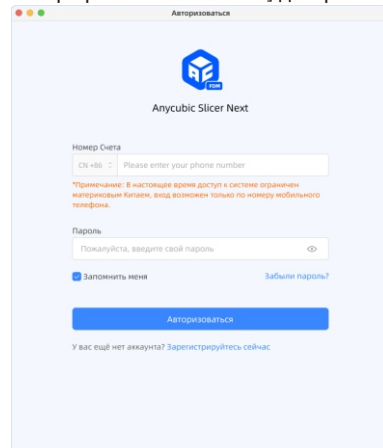 Авторизоваться
FDM
Anycubic Slicer Next
Номер Счета
CN +86
Please enter your phone number
*Примечание: В настоящее время доступ к системе ограничен
материковым Китаем, вход возможен только по номеру мобильного
телефона.
Пароль
Пожалуйста, введите свой пароль
Запомнить меня
Забыли пароль?
Авторизоваться
У вас ещё нет аккаунта? Зарегистрируйтесь сейчас